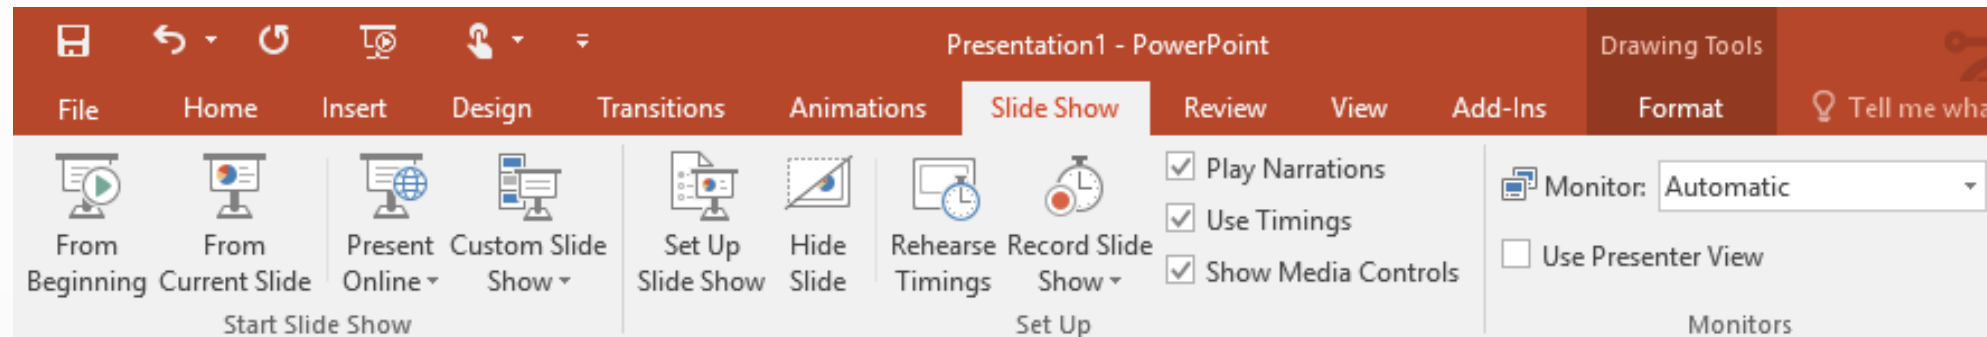 Presentation1 - PowerPoint
Drawing Tools
File Home Insert Design Transitions Animations Slide Show Review View Add-Ins Format Tell me
From Beginning
From Current Slide
Present Online
Custom Slide Show
Start Slide Show
Set Up Slide Show
Hide Slide
Rehearse Timings
Record Slide Show
Play Narrations
Use Timings
Show Media Controls
Set Up
Monitor: Automatic
Use Presenter View
Monitors